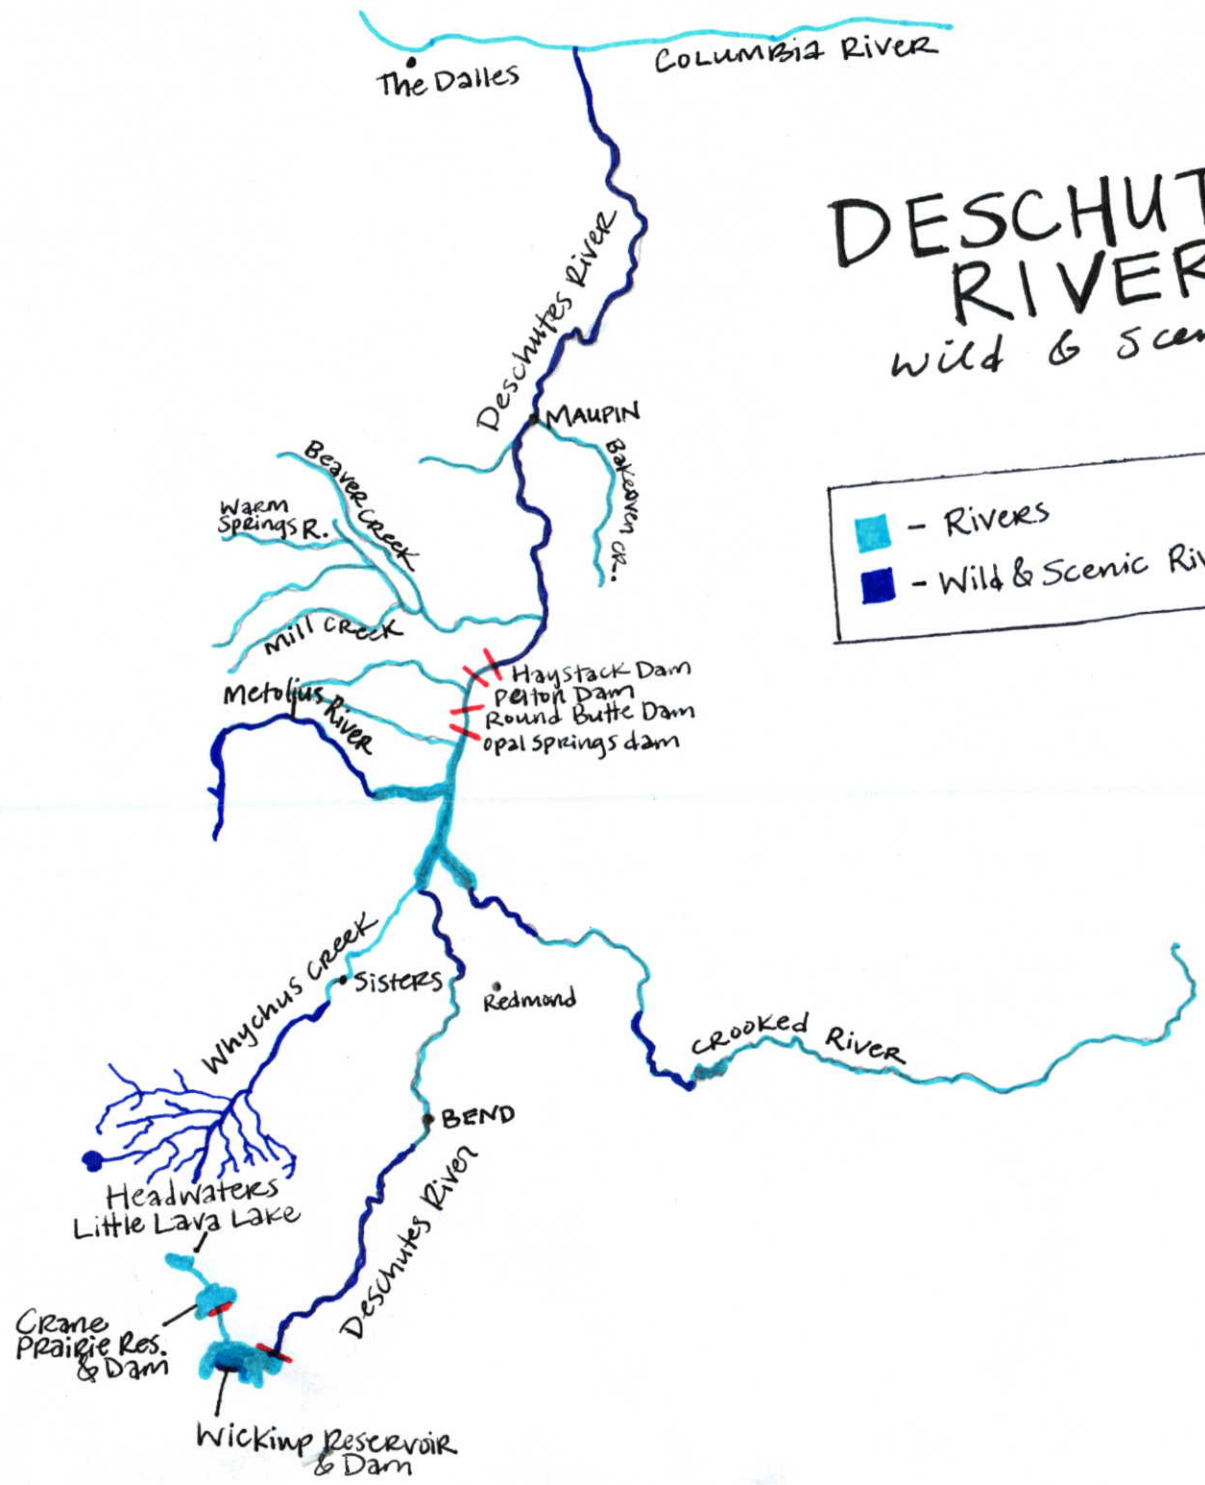 The Dalles
COLUMBIA RIVER
DESCHUT
RIVER
Wild & Scen
Deschutes River
MAUPIN
Bakeoven CR.
Beaver Creek
Warm
Springs R.
Mill Creek
- Rivers
- Wild & Scenic Riv
Haystack Dam
Pelton Dam
Round Butte Dam
Opal Springs dam
Metolius River
Whychus Creek
Sisters
Redmond
CROOKED RIVER
BEND
Deschutes River
Headwaters
Little Lava Lake
Crane
Prairie Res.
& Dam
Wickiup Reservoir
& Dam